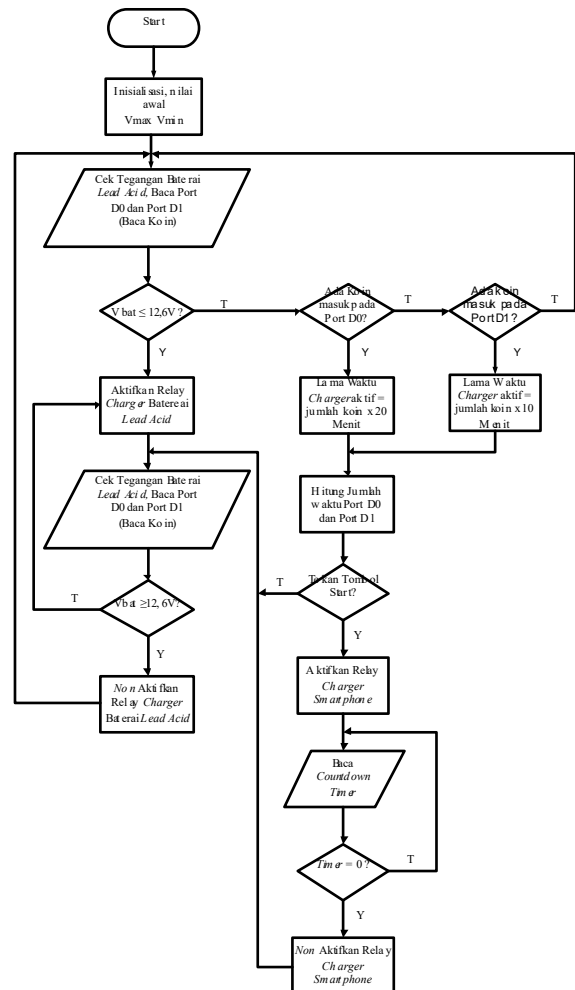 Start
Inisialisasi, nilai
awal
Vmax Vmin
Cek Tegangan Baterai
Lead Acid, Baca Port
D0 dan Port D1
(Baca Koin)
Vbat ≤ 12,6V?
T
Ada Koin
masuk pada
Port D0?
T
Ada koin
masuk pada
Port D1?
T
Y
Y
Y
Aktifkan Relay
Charger Batereai
Lead Acid
Lama Waktu
Charger aktif =
jumlah koin x 20
Menit
Lama Waktu
Charger aktif =
jumlah koin x 10
Menit
Cek Tegangan Baterai
Lead Acid, Baca Port
D0 dan Port D1
(Baca Koin)
Hitung Jumlah
waktu Port D0
dan Port D1
T
Vbat ≥12,6V?
Y
T
Tekan Tombol
Start?
Y
Non Aktifkan
Relay Charger
Baterai Lead Acid
Aktifkan Relay
Charger
Smartphone
Baca
Countdown
Timer
Timer = 0?
T
Y
Non Aktifkan Relay
Charger
Smartphone